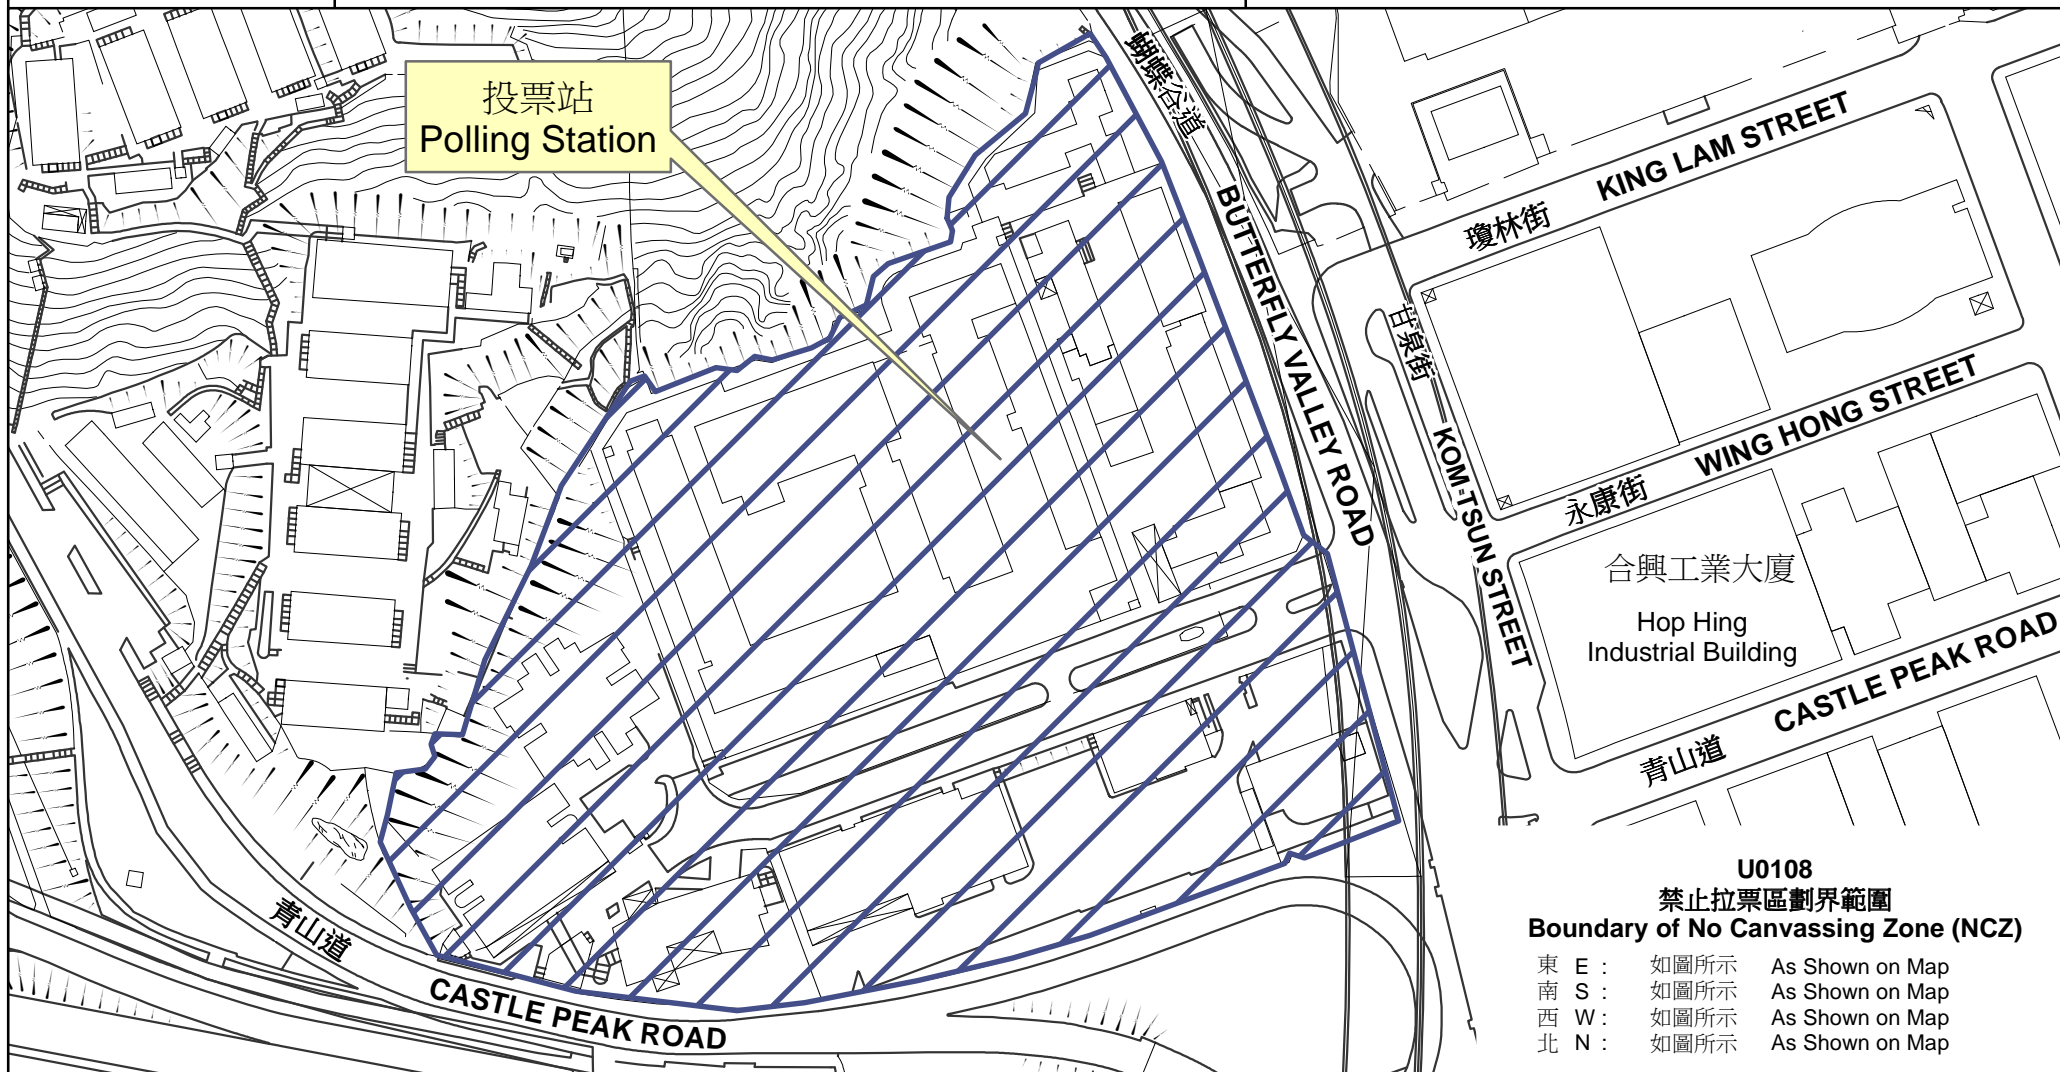 投票站
Polling Station
蝴蝶谷道
BUTTERFLY VALLEY ROAD
瓊林街 KING LAM STREET
甘泉街
KOM TSUN STREET
永康街 WING HONG STREET
合興工業大廈
Hop Hing
Industrial Building
青山道 CASTLE PEAK ROAD
青山道
CASTLE PEAK ROAD
U0108
禁止拉票區劃界範圍
Boundary of No Canvassing Zone (NCZ)
東 E : 如圖所示 As Shown on Map
南 S : 如圖所示 As Shown on Map
西 W : 如圖所示 As Shown on Map
北 N : 如圖所示 As Shown on Map